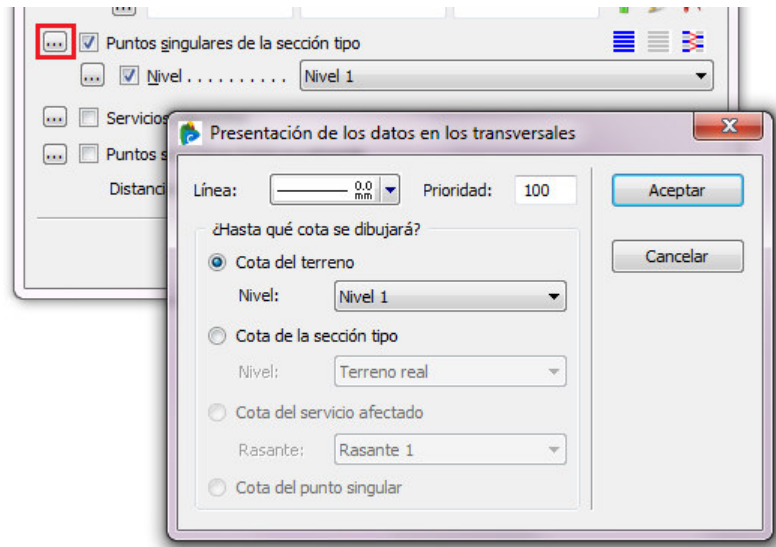 ...
... Puntos singulares de la sección tipo
... Nivel . . . . . . . . . . Nivel 1
... Servicios
... Puntos s
Distanci
Presentación de los datos en los transversales
Línea: 0.0 mm Prioridad: 100 Aceptar
¿Hasta qué cota se dibujará?
Cota del terreno Cancelar
Nivel: Nivel 1
Cota de la sección tipo
Nivel: Terreno real
Cota del servicio afectado
Rasante: Rasante 1
Cota del punto singular